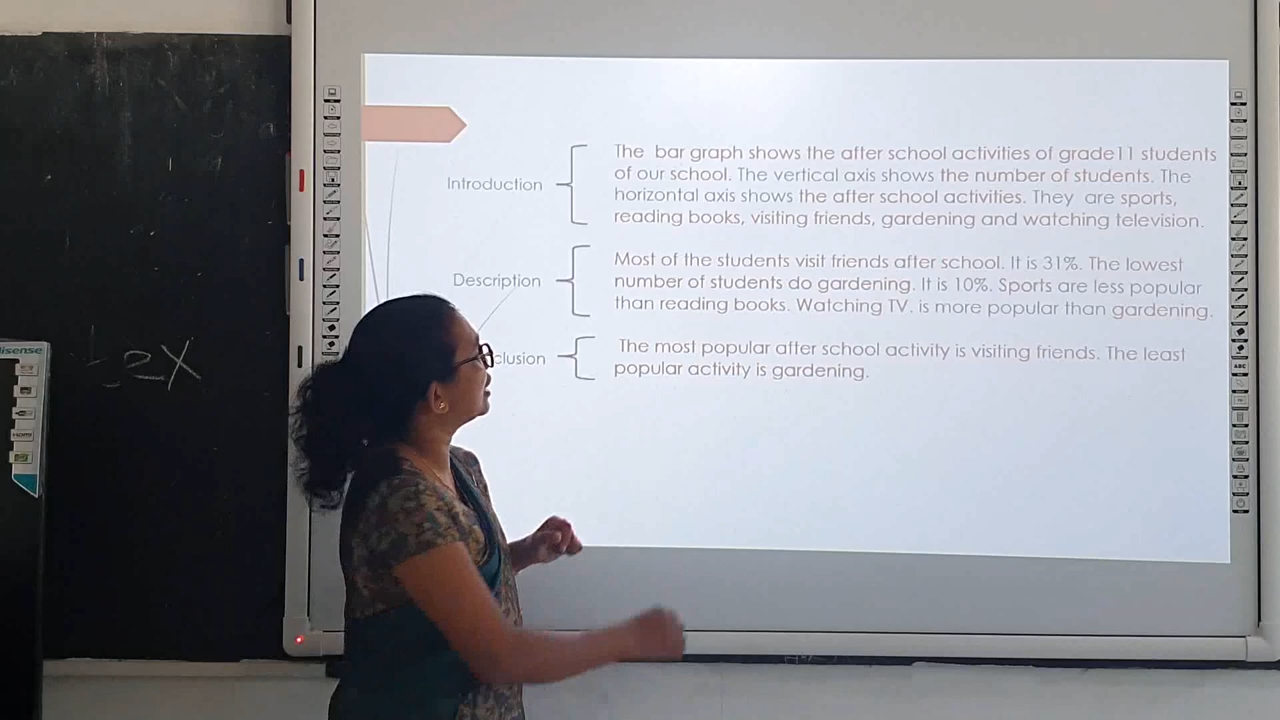 Introduction
The bar graph shows the after school activities of grade11 students
of our school. The vertical axis shows the number of students. The
horizontal axis shows the after school activities. They are sports,
reading books, visiting friends, gardening and watching television.
Description
Most of the students visit friends after school. It is 31%. The lowest
number of students do gardening. It is 10%. Sports are less popular
than reading books. Watching TV. is more popular than gardening.
clusion
The most popular after school activity is visiting friends. The least
popular activity is gardening.
isense
HDMI
ABC